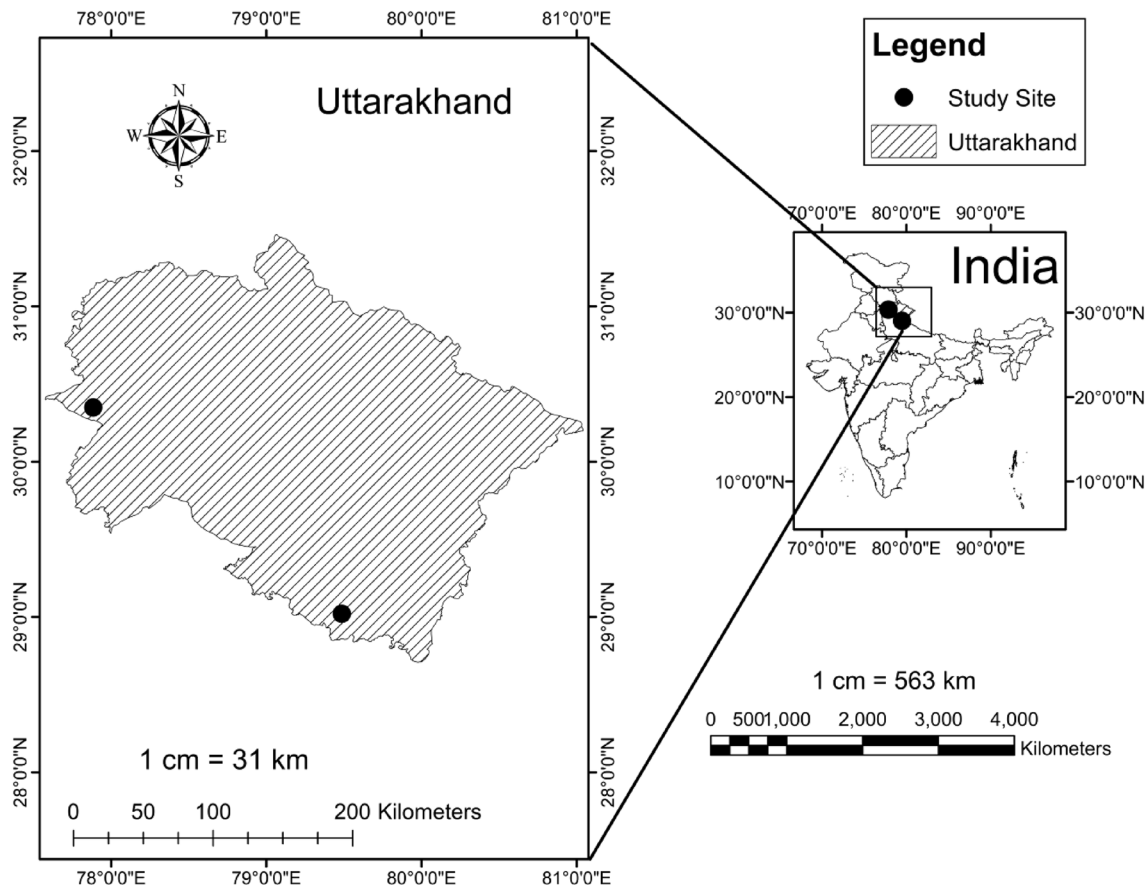 78°0'0"E 79°0'0"E 80°0'0"E 81°0'0"E
Uttarakhand
N
W E
S
32°0'0"N
31°0'0"N
30°0'0"N
29°0'0"N
28°0'0"N
32°0'0"N
31°0'0"N
30°0'0"N
29°0'0"N
28°0'0"N
1 cm = 31 km
0 50 100 200 Kilometers
78°0'0"E 79°0'0"E 80°0'0"E 81°0'0"E
Legend
Study Site
Uttarakhand
70°0'0"E 80°0'0"E 90°0'0"E
India
30°0'0"N 30°0'0"N
20°0'0"N 20°0'0"N
10°0'0"N 10°0'0"N
70°0'0"E 80°0'0"E 90°0'0"E
1 cm = 563 km
0 500 1,000 2,000 3,000 4,000
Kilometers